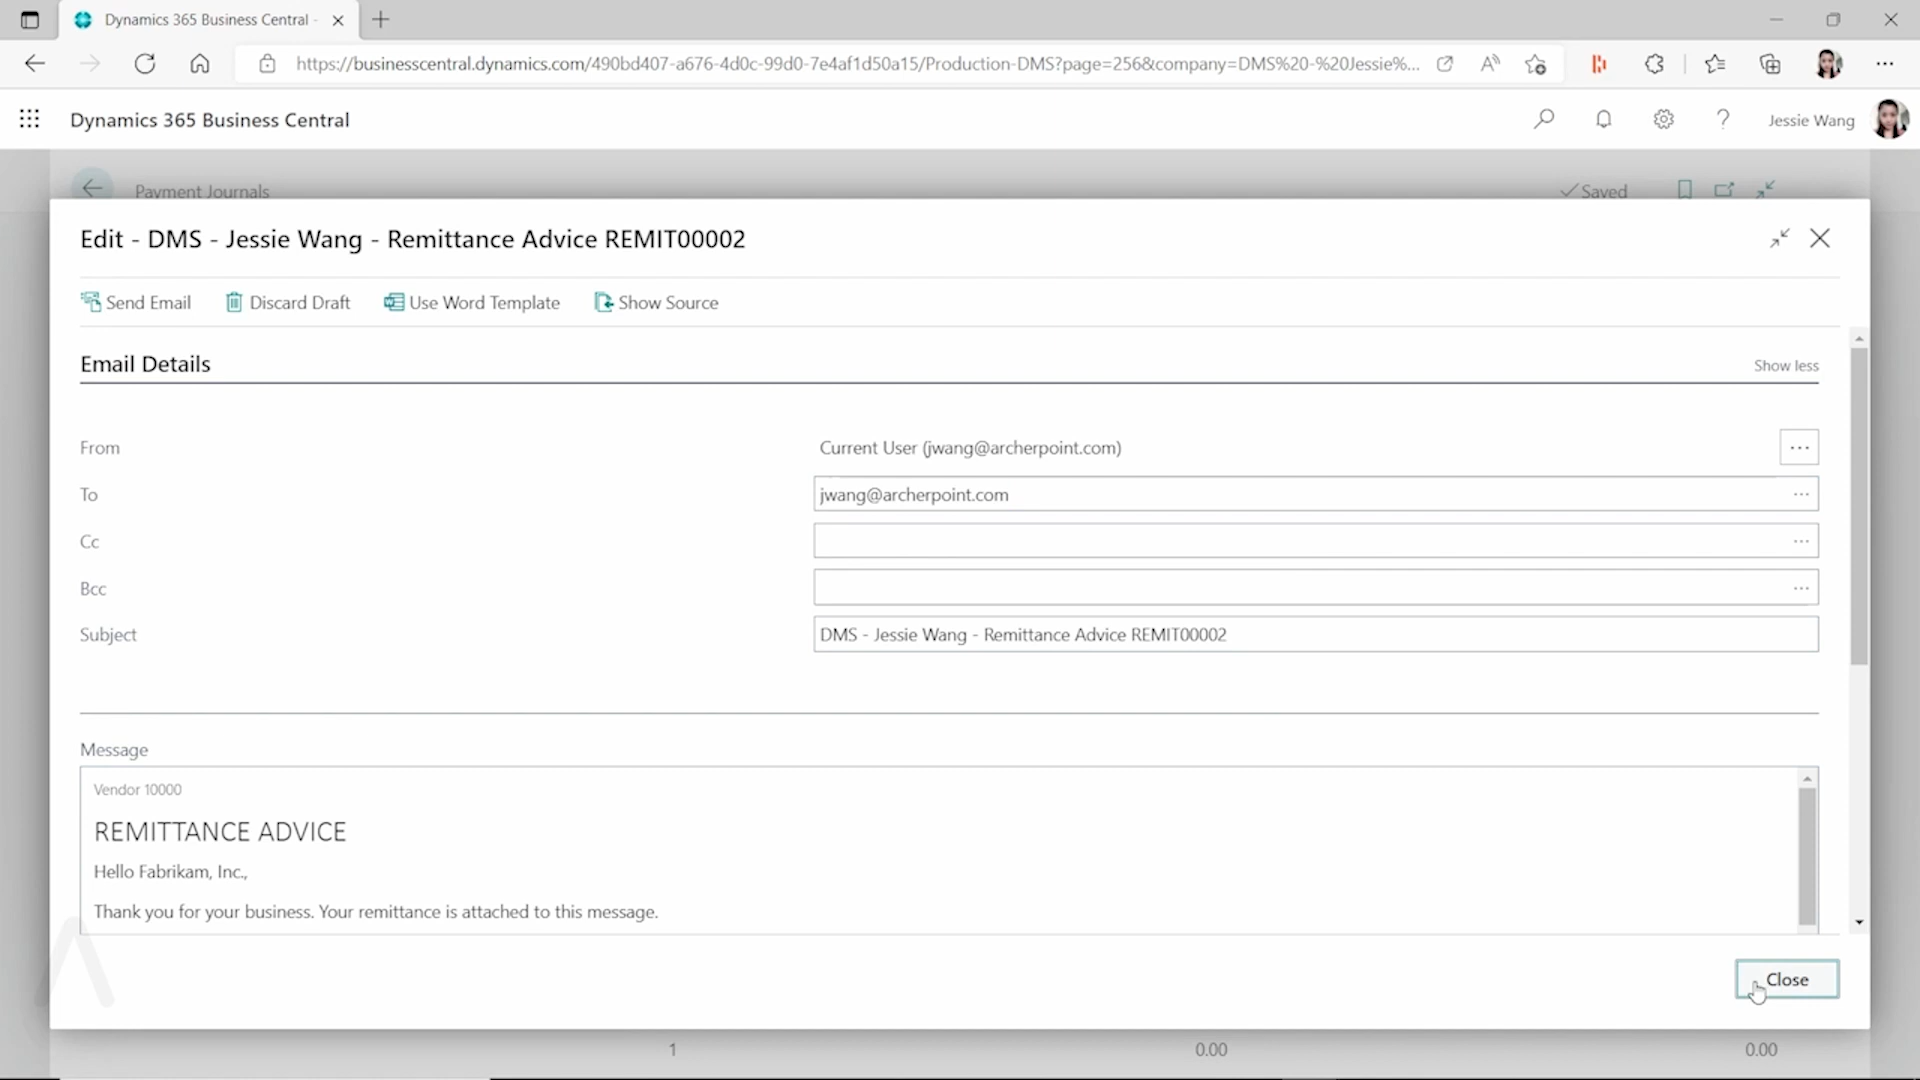 Dynamics 365 Business Central -
https://businesscentral.dynamics.com/490bd407-a676-4d0c-99d0-7e4af1d50a15/Production-DMS?page=256&company=DMS%20-%20Jessie%...
Dynamics 365 Business Central
Jessie Wang
Payment Journals
Saved
Edit - DMS - Jessie Wang - Remittance Advice REMIT00002
Send Email Discard Draft Use Word Template Show Source
Email Details
Show less
From
Current User (jwang@archerpoint.com)
To
jwang@archerpoint.com
Cc
Bcc
Subject
DMS - Jessie Wang - Remittance Advice REMIT00002
Message
Vendor 10000
REMITTANCE ADVICE
Hello Fabrikam, Inc.,
Thank you for your business. Your remittance is attached to this message.
Close
1 0.00 0.00